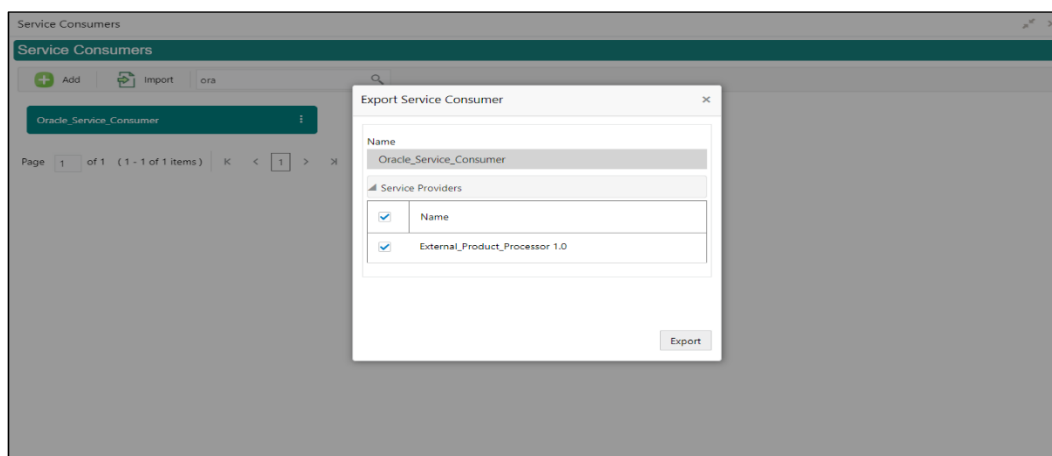 Service Consumers
Service Consumers
Add Import ora
Oracle_Service_Consumer
Page 1 of 1 (1 - 1 of 1 items) 1
Export Service Consumer
Name
Oracle_Service_Consumer
Service Providers
Name
External_Product_Processor 1.0
Export